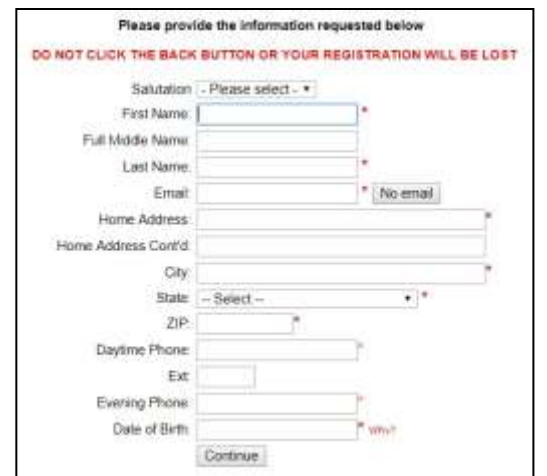 Please provide the information requested below
DO NOT CLICK THE BACK BUTTON OR YOUR REGISTRATION WILL BE LOST
Salutation - Please select - ▼
First Name: *
Full Middle Name:
Last Name: *
Email: * No email
Home Address: *
Home Address Cont'd:
City: *
State: -- Select -- ▼ *
ZIP: *
Daytime Phone: *
Ext:
Evening Phone: *
Date of Birth: * Why?
Continue